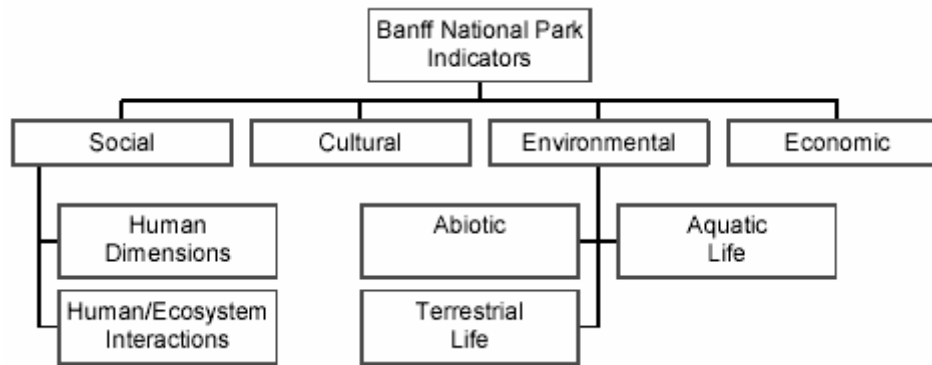 Banff National Park
Indicators
Social
Cultural
Environmental
Economic
Human
Dimensions
Abiotic
Aquatic
Life
Human/Ecosystem
Interactions
Terrestrial
Life